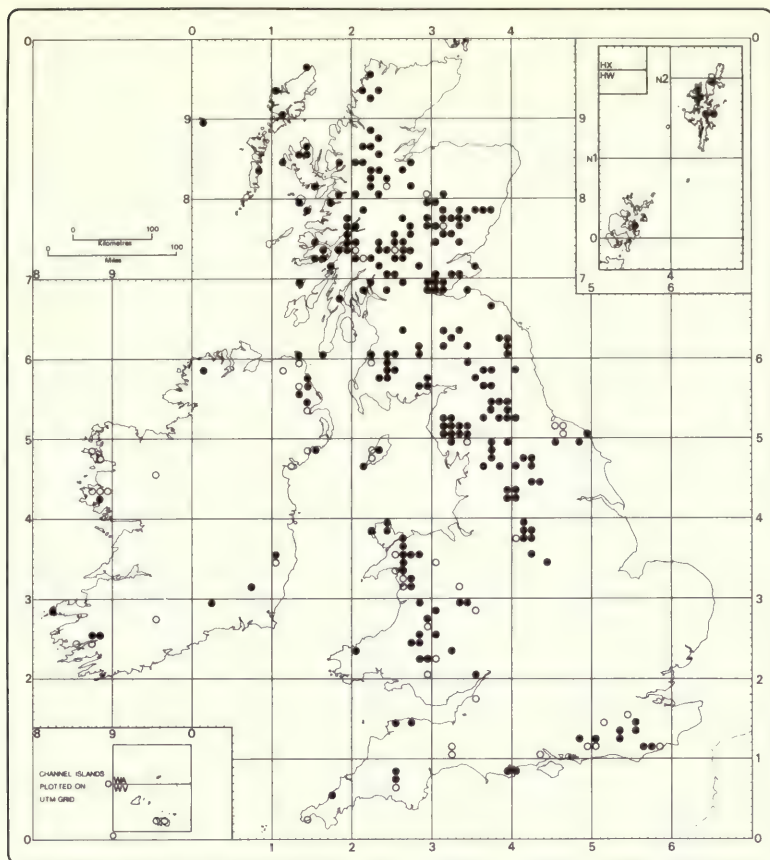 0 0 1 2 3 4 0
9 9
8 8
7 7
6 6
5 5
4 4
3 3
2 2
1 1
0 1 2 3 4 5 6
HX
HW
N2
N1
0
5 6
Kilometres
0 100
Miles
0 100
8 9
8
9
CHANNEL ISLANDS
PLOTTED ON
UTM GRID
WA
WV